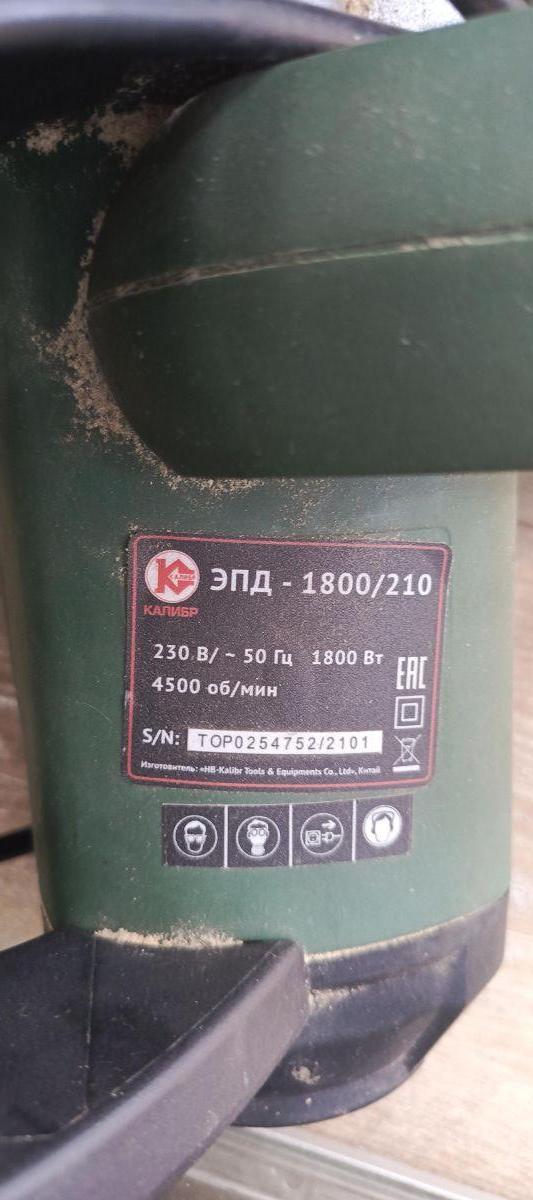 КАЛИБР
ЭПД - 1800/210
КАЛИБР
230 В/ ~ 50 Гц 1800 Вт
4500 об/мин
EAC
S/N: TOP0254752/2101
Изготовитель: «HB-Kalibr Tools & Equipments Co., Ltd», Китай